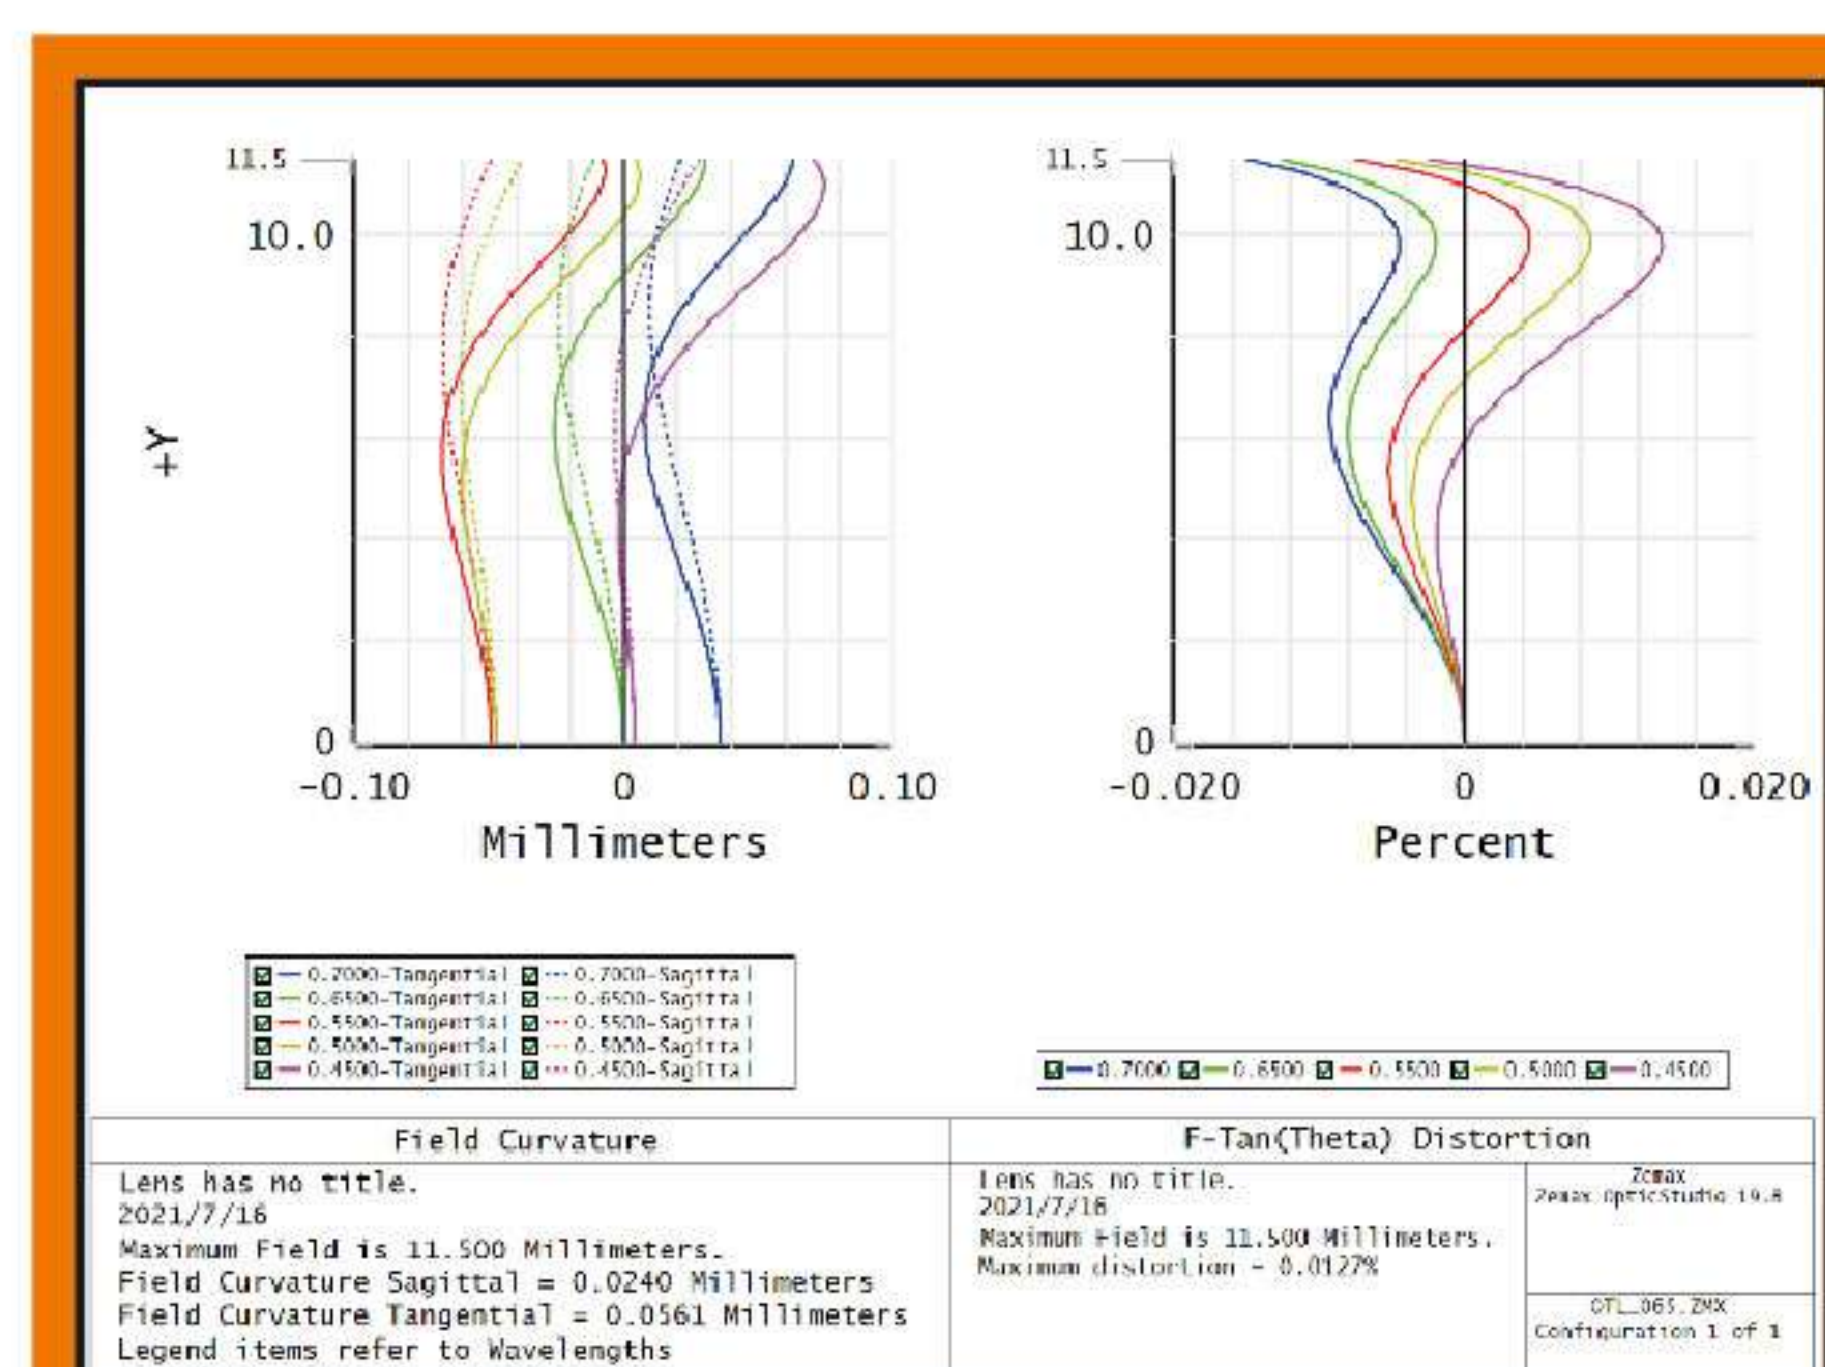 11.5
10.0
+Y
0
-0.10 0 0.10
Millimeters
11.5
10.0
0
-0.020 0 0.020
Percent
0.7000-Tangential 0.7000-Sagittal
0.6500-Tangential 0.6500-Sagittal
0.5500-Tangential 0.5500-Sagittal
0.5000-Tangential 0.5000-Sagittal
0.4500-Tangential 0.4500-Sagittal
0.7000 0.6500 0.5500 0.5000 0.4500
Field Curvature
Lens has no title.
2021/7/16
Maximum Field is 11.500 Millimeters.
Field Curvature Sagittal = 0.0240 Millimeters
Field Curvature Tangential = 0.0561 Millimeters
Legend items refer to Wavelengths
F-Tan(Theta) Distortion
Lens has no title.
2021/7/16
Maximum Field is 11.500 Millimeters.
Maximum distortion = 0.0127%
Zemax
Zemax OpticStudio 19.8
OTL_065.ZMX
Configuration 1 of 1